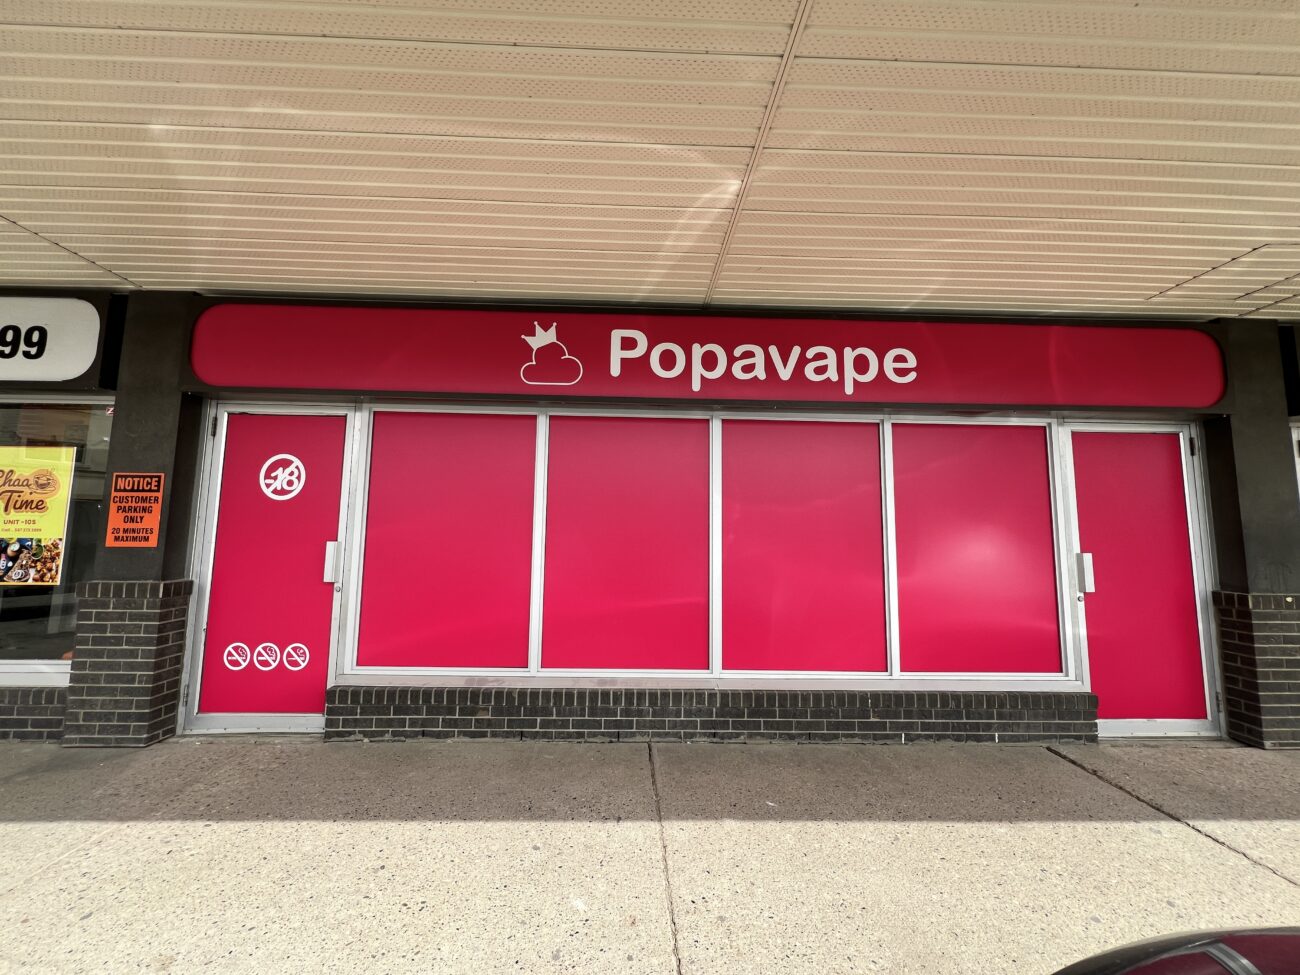 99
Popavape
-18
Chaa
Time
UNIT -105
NOTICE
CUSTOMER
PARKING
ONLY
20 MINUTES
MAXIMUM